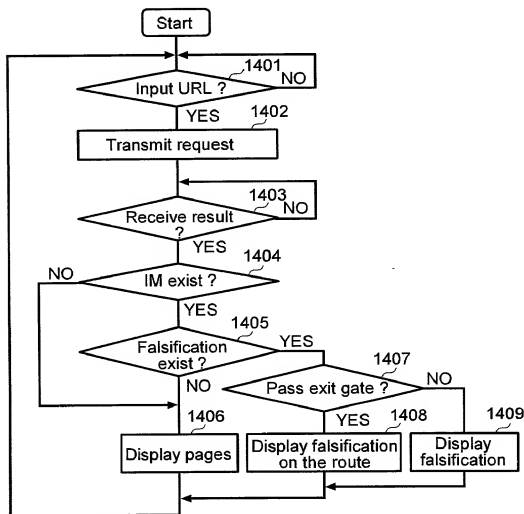 Start
1401
Input URL ?
NO
YES
1402
Transmit request
1403
Receive result
?
NO
YES
1404
NO
IM exist ?
YES
1405
Falsification
exist ?
YES
NO
1407
Pass exit gate ?
NO
YES
1406
Display pages
1408
Display falsification
on the route
1409
Display
falsification